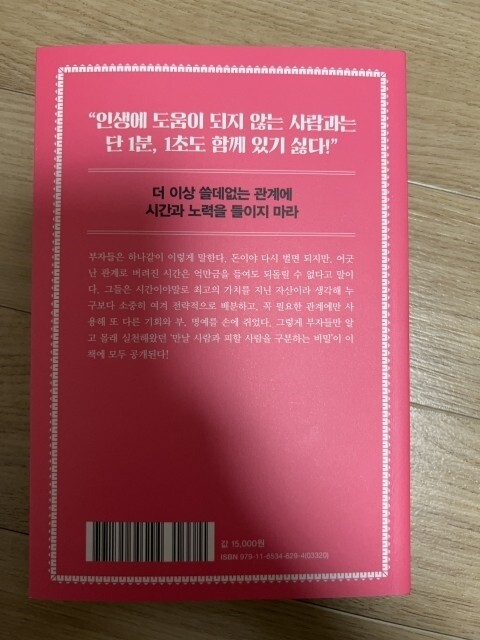 “인생에 도움이 되지 않는 사람과는
단 1분, 1초도 함께 있기 싫다!”
더 이상 쓸데없는 관계에
시간과 노력을 들이지 마라
부자들은 하나같이 이렇게 말한다. 돈이야 다시 벌면 되지만, 어긋
난 관계로 버려진 시간은 억만금을 들여도 되돌릴 수 없다고 말이
다. 그들은 시간이야말로 최고의 가치를 지닌 자산이라 생각해 누
구보다 소중히 여겨 전략적으로 배분하고, 꼭 필요한 관계에만 사
용해 또 다른 기회와 부, 명예를 손에 쥐었다. 그렇게 부자들만 알
고 몰래 실천해왔던 ‘만날 사람과 피할 사람을 구분하는 비밀’이 이
책에 모두 공개된다!
값 15,000원
ISBN 979-11-6534-629-4(03320)